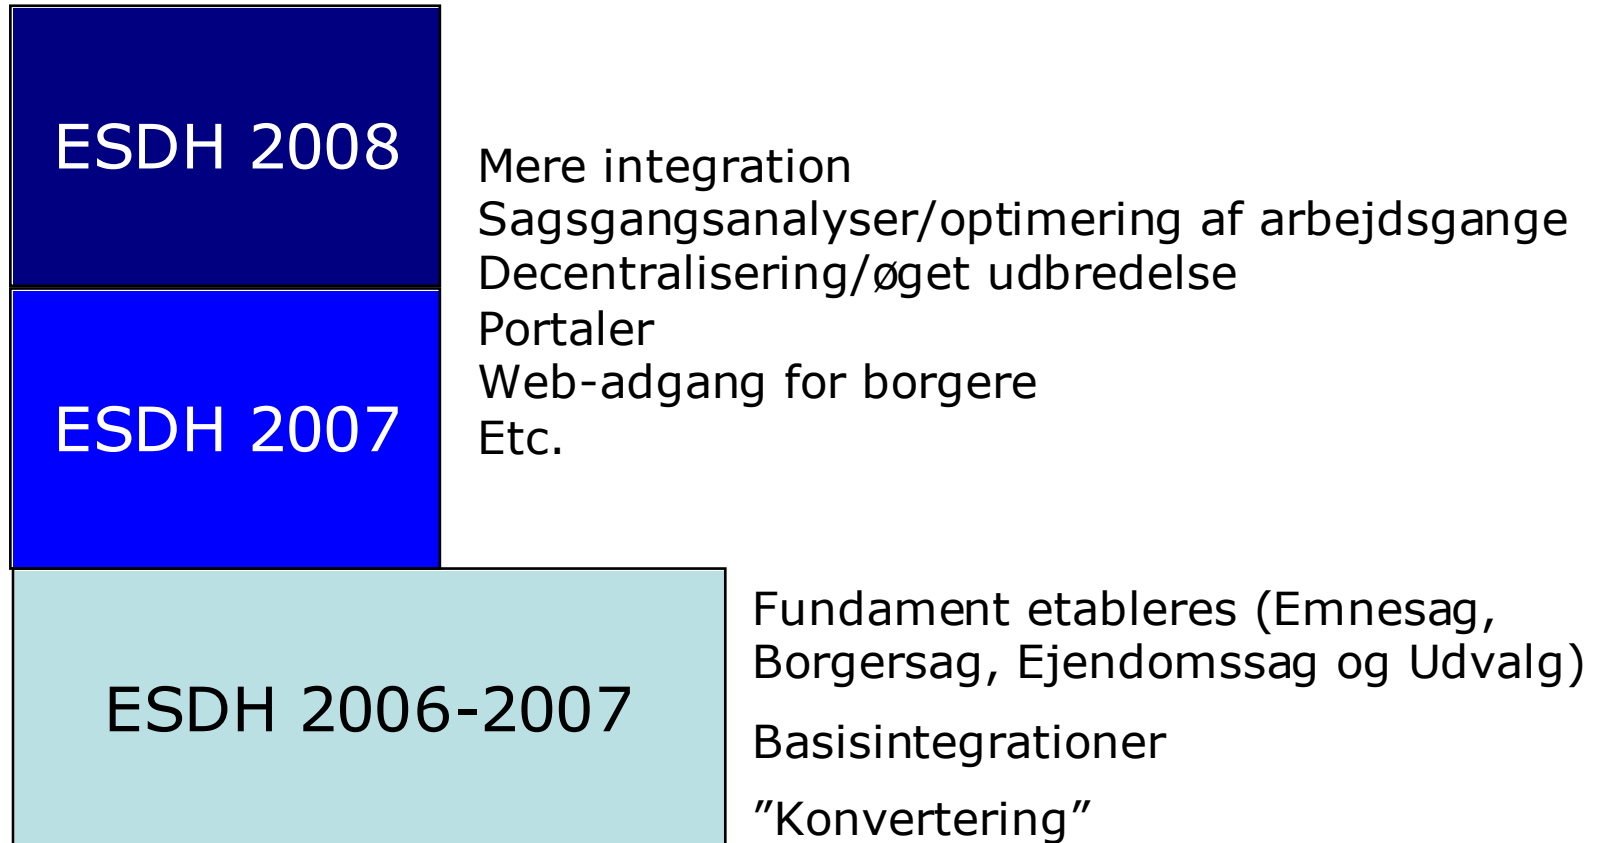 ESDH 2008
Mere integration
Sagsgangsanalyser/optimering af arbejdsgange
Decentralisering/øget udbredelse
Portaler
Web-adgang for borgere
Etc.
ESDH 2007
ESDH 2006-2007
Fundament etableres (Emnesag,
Borgersag, Ejendomssag og Udvalg)
Basisintegrationer
”Konvertering”